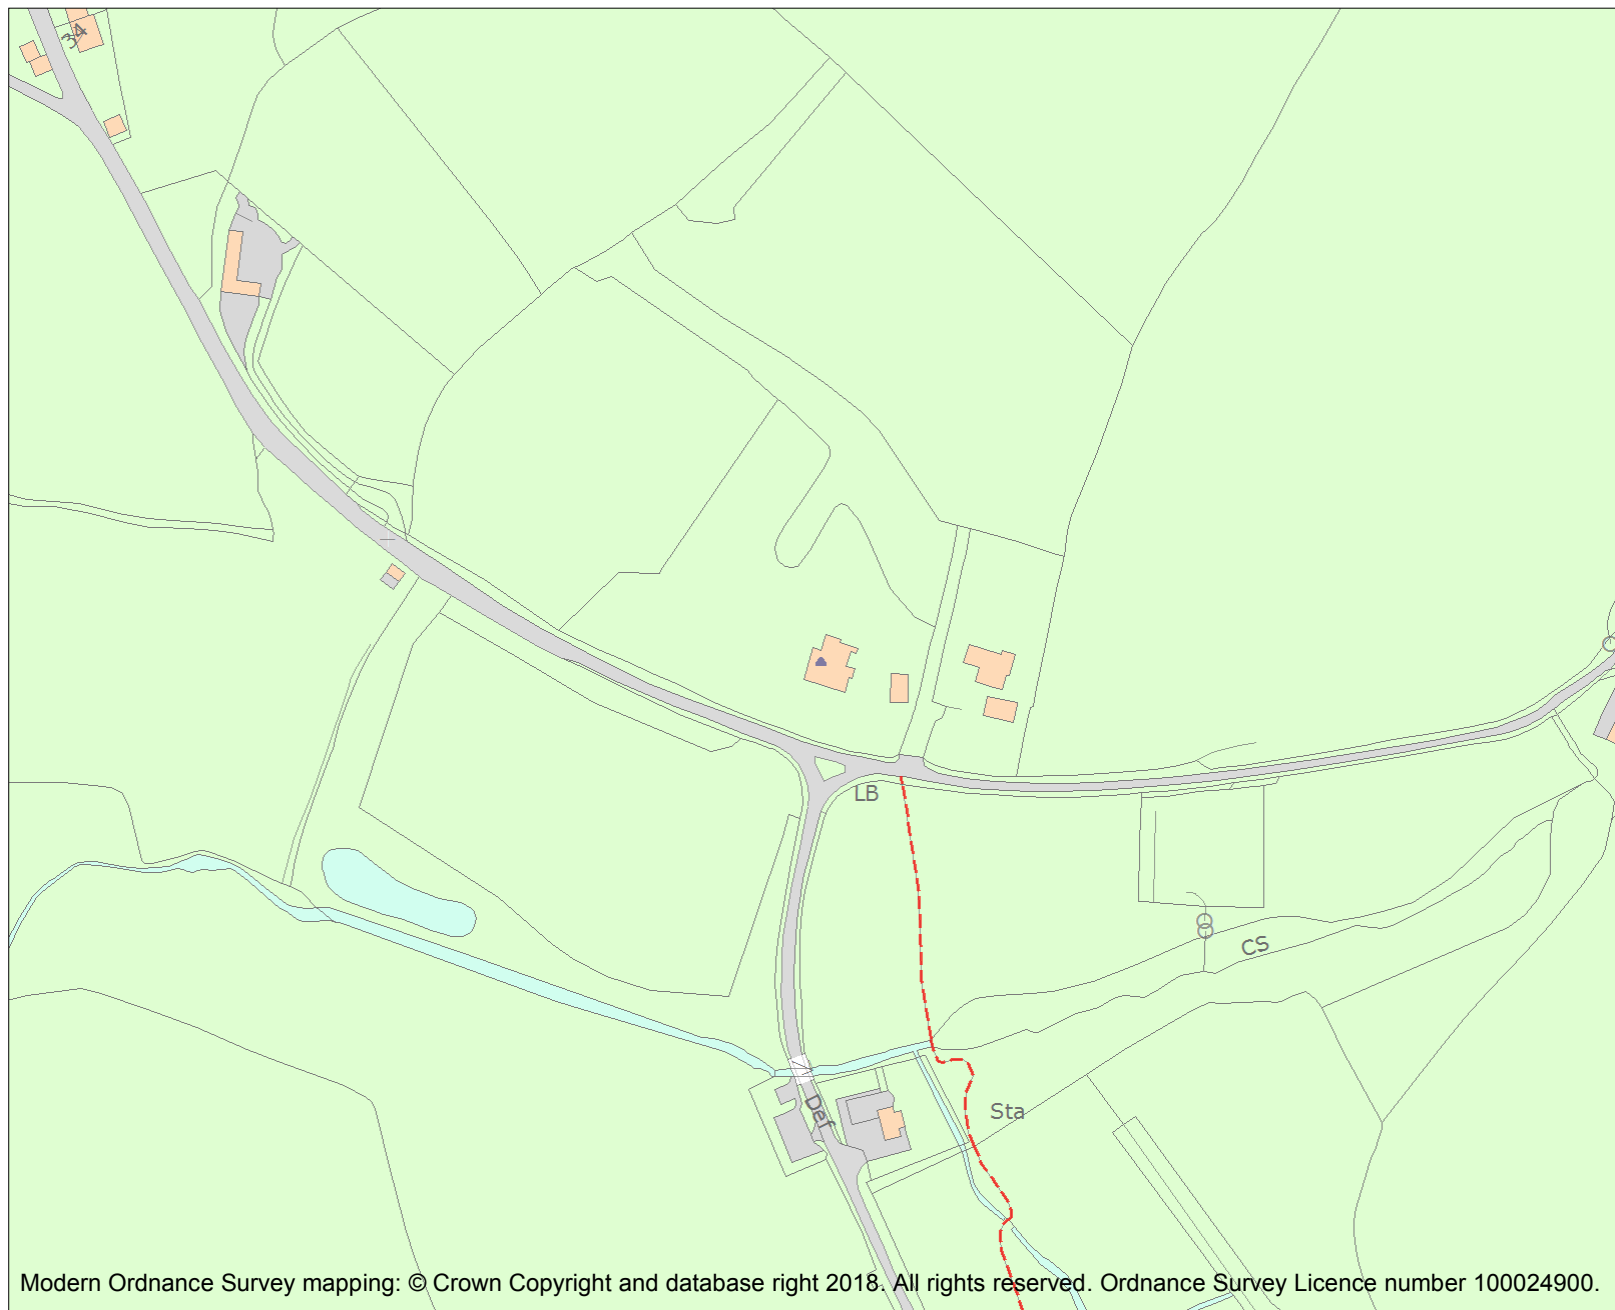 34
LB
CS
Def
Sta
Modern Ordnance Survey mapping: © Crown Copyright and database right 2018. All rights reserved. Ordnance Survey Licence number 100024900.